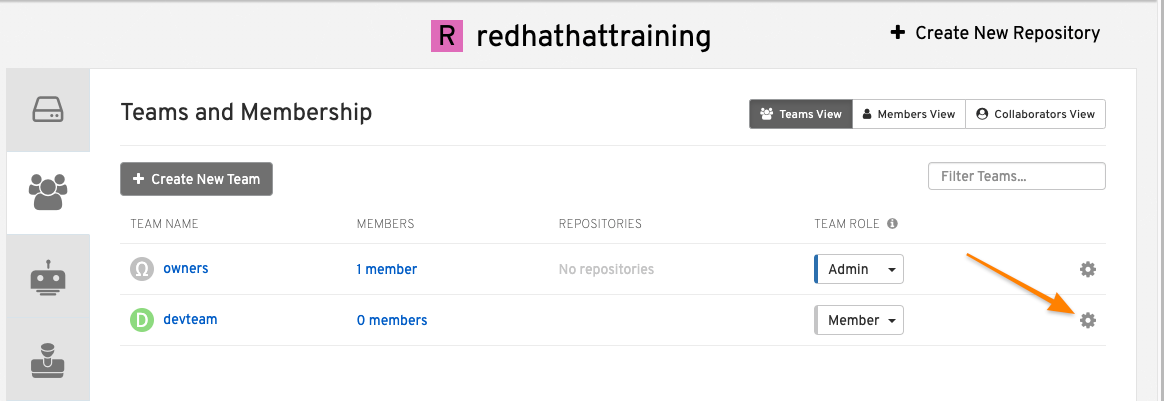 R redhathattraining
+ Create New Repository
Teams and Membership
Teams View
Members View
Collaborators View
+ Create New Team
Filter Teams...
TEAM NAME MEMBERS REPOSITORIES TEAM ROLE
Ω owners 1 member No repositories Admin
D devteam 0 members Member